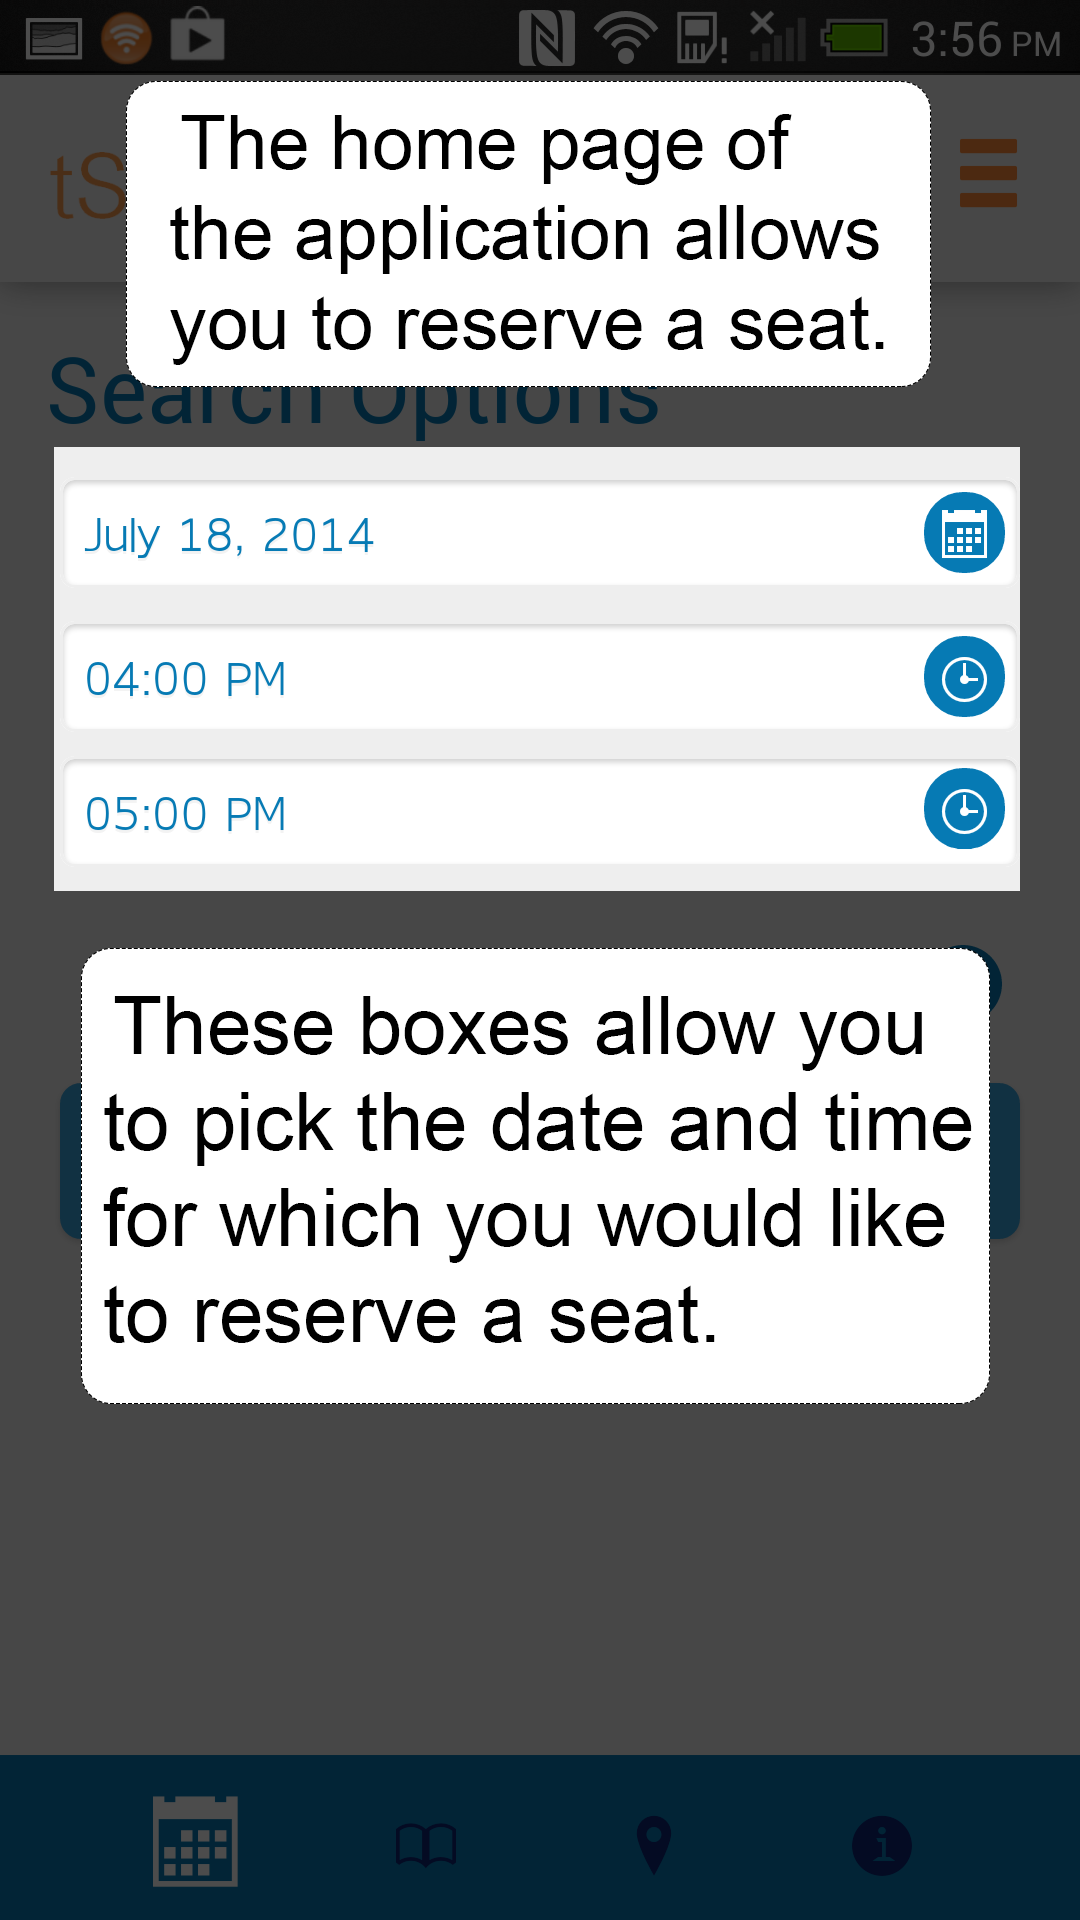 3:56 PM
tS
The home page of
the application allows
you to reserve a seat.
Search Options
July 18, 2014
04:00 PM
05:00 PM
These boxes allow you
to pick the date and time
for which you would like
to reserve a seat.